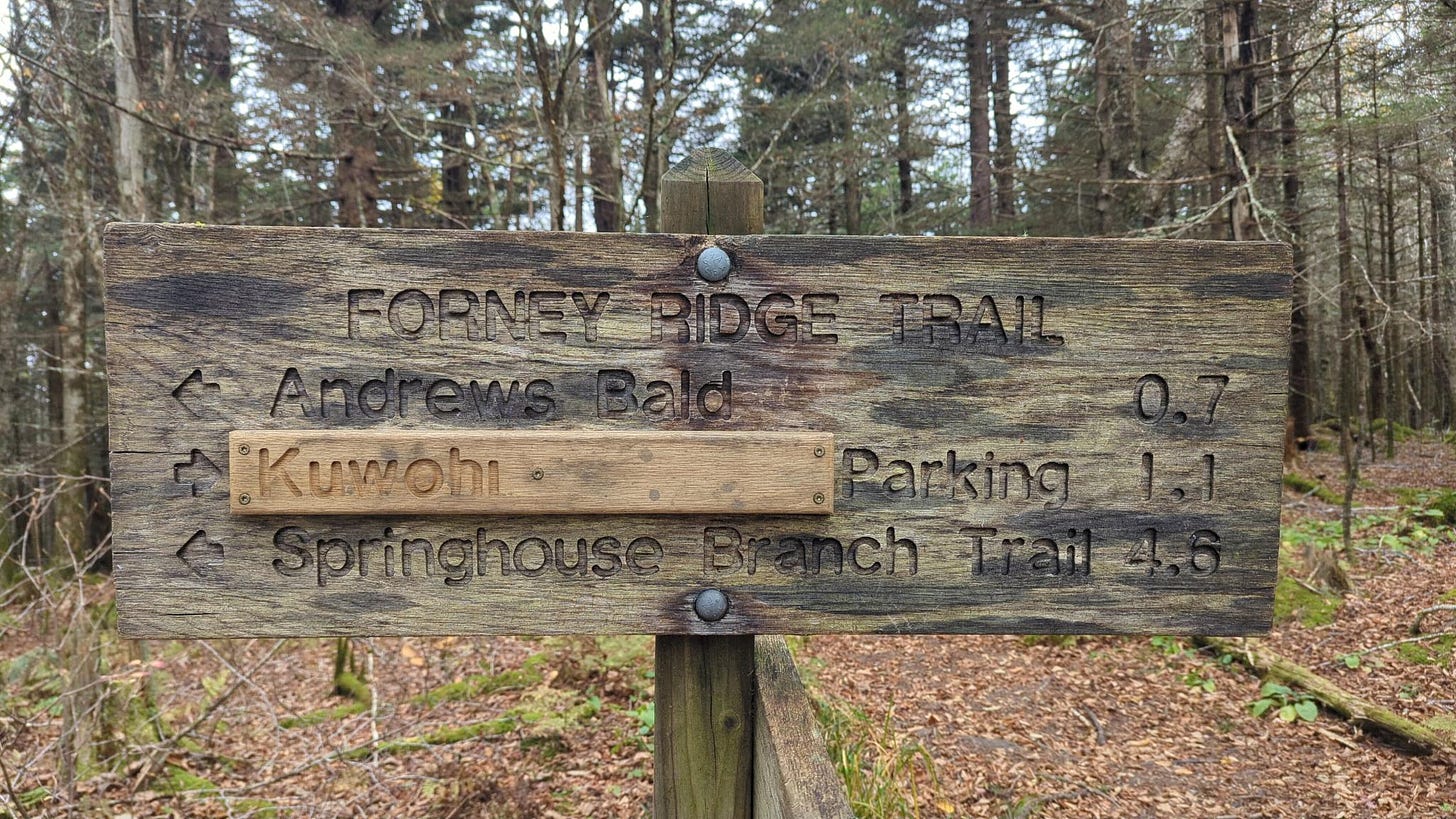 FORNEY RIDGE TRAIL
← Andrews Bald 0.7
→ Kuwohi Parking 1.1
← Springhouse Branch Trail 4.6